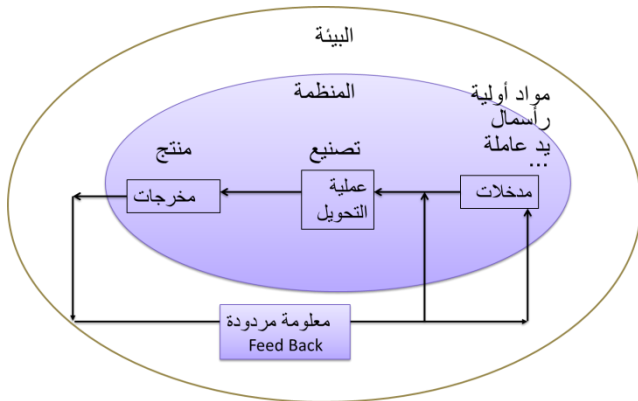 البيئة
المنظمة
مواد أولية
رأسمال
يد عاملة
...
تصنيع
منتج
مدخلات
عملية
التحويل
مخرجات
معلومة مردودة
Feed Back